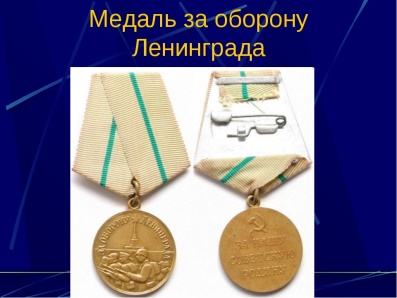 Медаль за оборону
Ленинграда
ЗА ОБОРОНУ ЛЕНИНГРАДА
ЗА НАШУ
СОВЕТСКУЮ
РОДИНУ